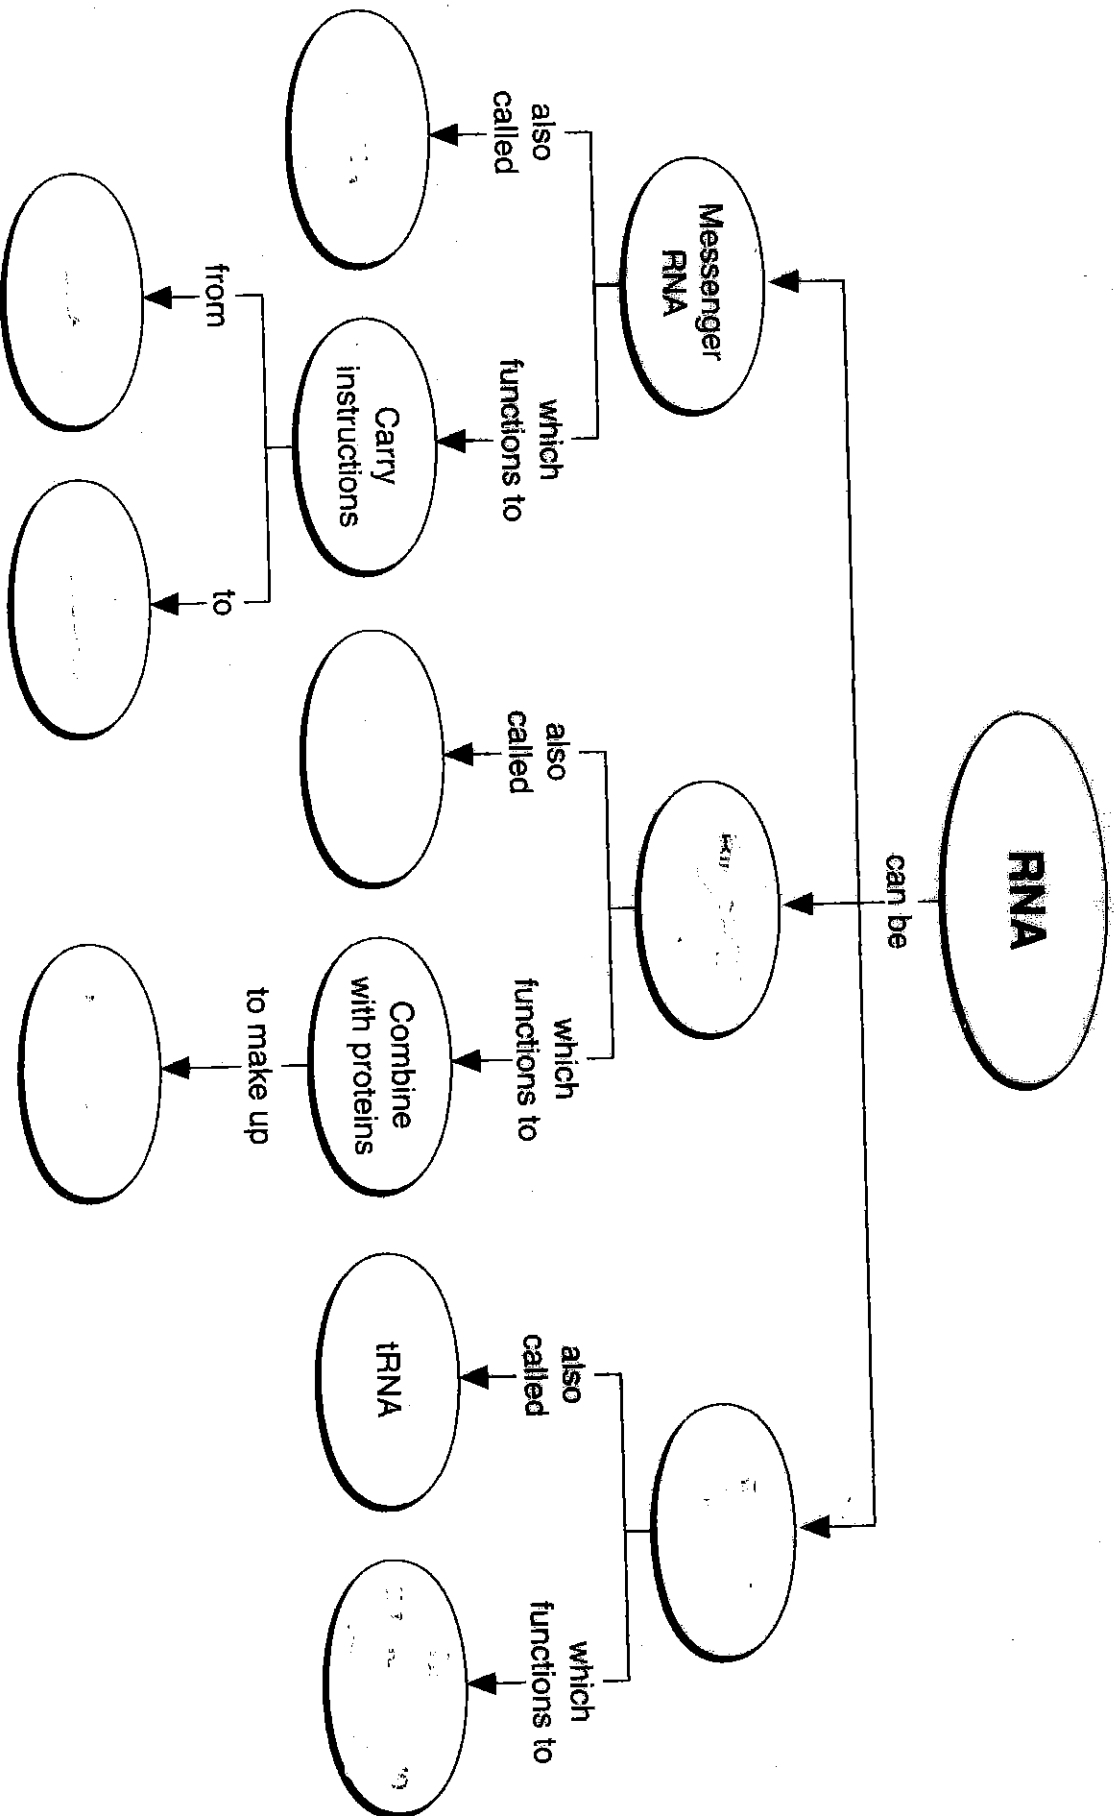 RNA
can be
Messenger
RNA
also
called
which
functions to
Carry
instructions
from
to
also
called
which
functions to
Combine
with proteins
to make up
also
called
tRNA
which
functions to